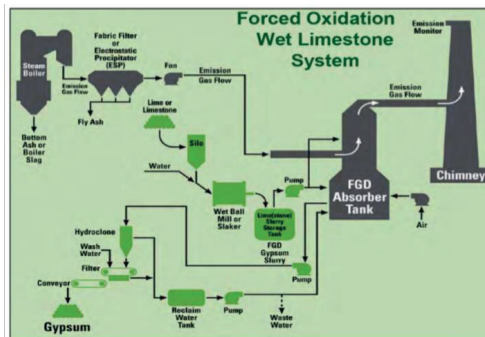 Forced Oxidation
Wet Limestone
System
Emission
Monitor
Fabric Filter
or
Electrostatic
Precipitator
(ESP)
Fan
Steam
Boiler
Emission
Gas Flow
Emission
Gas Flow
Emission
Gas Flow
Fly Ash
Bottom
Ash or
Boiler
Slag
Lime or
Limestone
Silo
Water
Wet Ball
Mill or
Slaker
Pump
Lime(stone)
Slurry
Storage
Tank
FGD
Gypsum
Slurry
FGD
Absorber
Tank
Chimney
Air
Hydroclone
Wash
Water
Filter
Conveyor
Gypsum
Pump
Reclaim
Water
Tank
Pump
Waste
Water